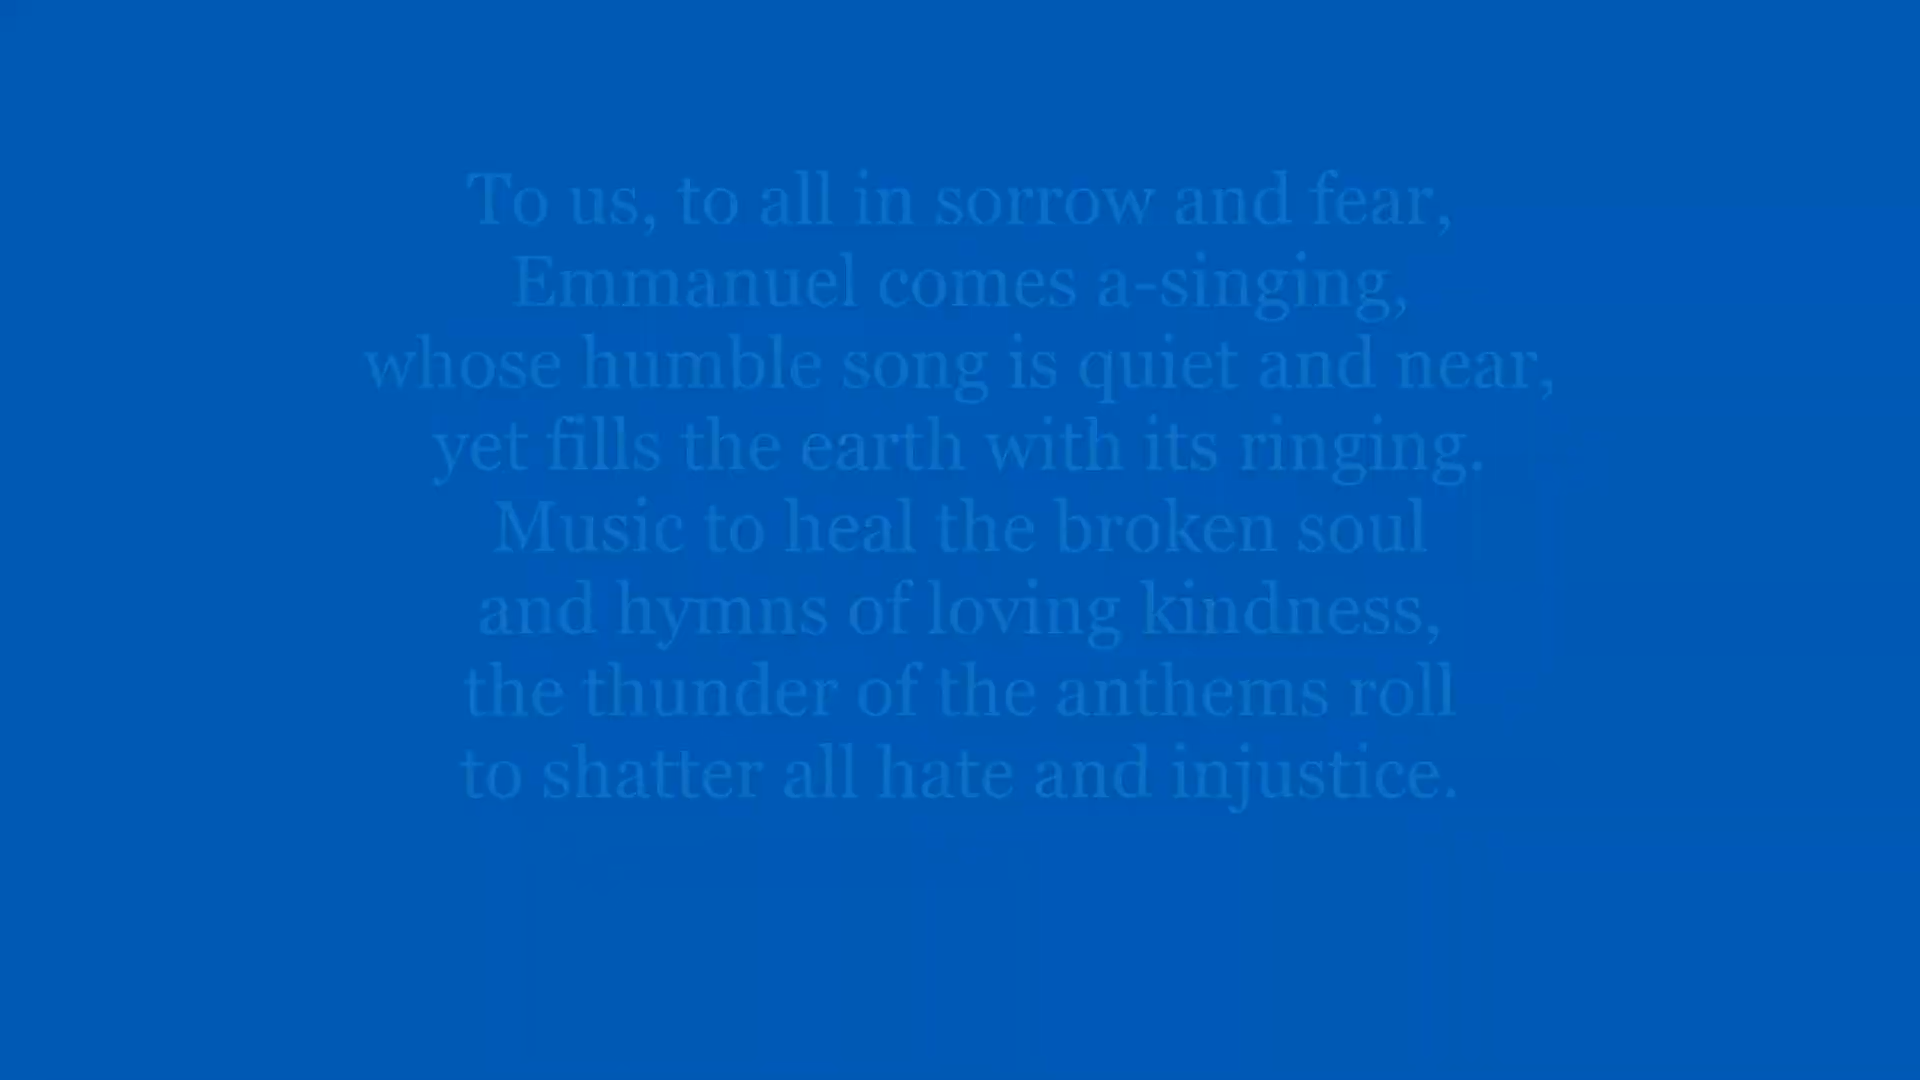 To us, to all in sorrow and fear,
Emmanuel comes a-singing,
whose humble song is quiet and near,
yet fills the earth with its ringing.
Music to heal the broken soul
and hymns of loving kindness,
the thunder of the anthems roll
to shatter all hate and injustice.